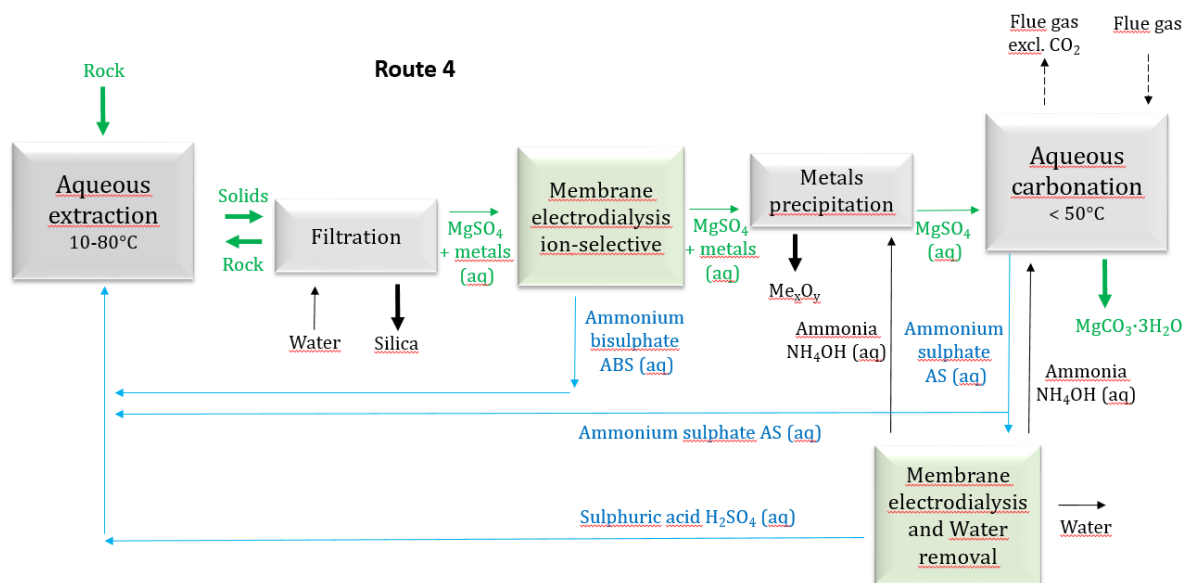 Route 4
Rock
Aqueous
extraction
10-80°C
Solids
Rock
Filtration
Water
Silica
MgSO₄
+ metals
(aq)
Membrane
electrodialysis
ion-selective
Ammonium
bisulphate
ABS (aq)
MgSO₄
+ metals
(aq)
Metals
precipitation
MeₓOᵧ
Ammonia
NH₄OH (aq)
MgSO₄
(aq)
Flue gas
excl. CO₂
Flue gas
Aqueous
carbonation
< 50°C
MgCO₃·3H₂O
Ammonium
sulphate
AS (aq)
Ammonia
NH₄OH (aq)
Ammonium sulphate AS (aq)
Sulphuric acid H₂SO₄ (aq)
Membrane
electrodialysis
and Water
removal
Water